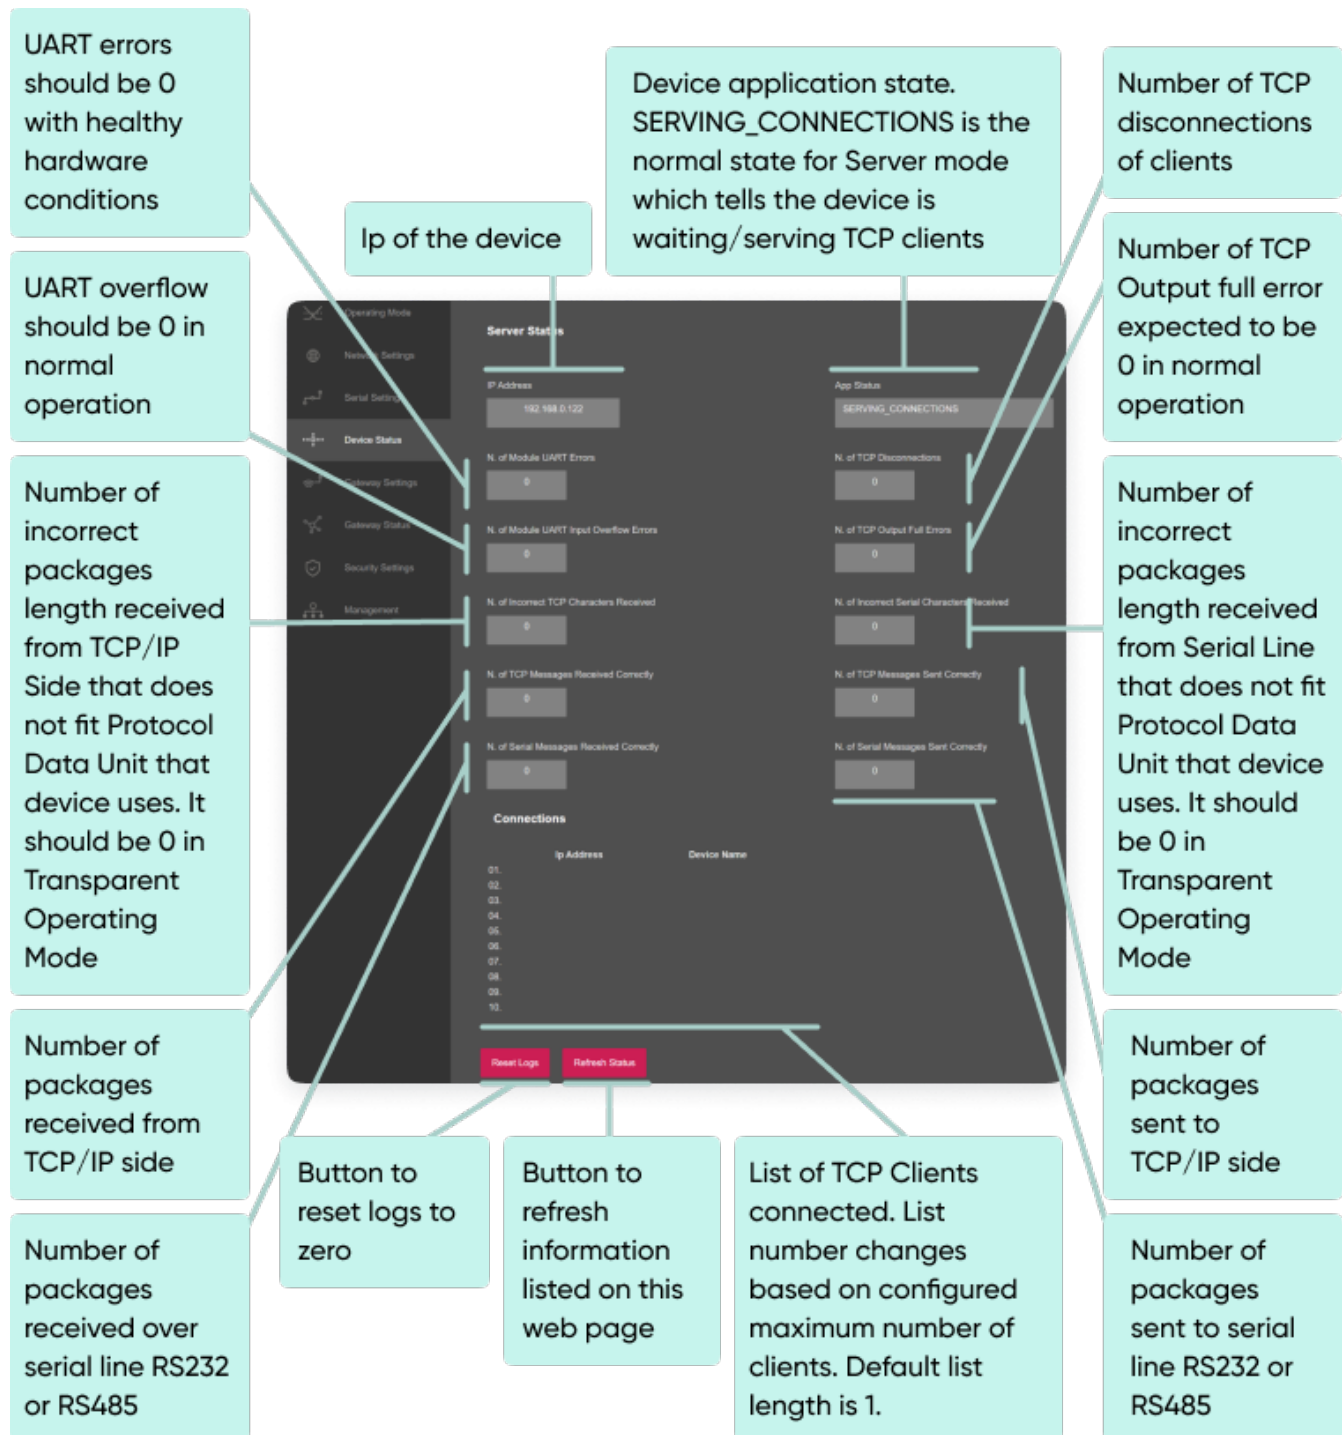 UART errors
should be 0
with healthy
hardware
conditions
Ip of the device
Device application state.
SERVING_CONNECTIONS is the
normal state for Server mode
which tells the device is
waiting/serving TCP clients
Number of TCP
disconnections
of clients
UART overflow
should be 0 in
normal
operation
Number of TCP
Output full error
expected to be
0 in normal
operation
Number of
incorrect
packages
length received
from TCP/IP
Side that does
not fit Protocol
Data Unit that
device uses. It
should be 0 in
Transparent
Operating
Mode
Operating Mode
Network Settings
Serial Settings
Device Status
Gateway Settings
Gateway Status
Security Settings
Management
Server Status
IP Address
App Status
192.168.0.122
SERVING_CONNECTIONS
N. of Module UART Errors
N. of TCP Disconnections
0
0
N. of Module UART Input Overflow Errors
N. of TCP Output Full Errors
0
0
N. of Incorrect TCP Characters Received
N. of Incorrect Serial Characters Received
0
0
N. of TCP Messages Received Correctly
N. of TCP Messages Sent Correctly
0
0
N. of Serial Messages Received Correctly
N. of Serial Messages Sent Correctly
0
0
Connections
Ip Address
Device Name
01.
02.
03.
04.
05.
06.
07.
08.
09.
10.
Reset Logs
Refresh Status
Number of
incorrect
packages
length received
from Serial Line
that does not fit
Protocol Data
Unit that device
uses. It should
be 0 in
Transparent
Operating
Mode
Number of
packages
received from
TCP/IP side
Number of
packages
sent to
TCP/IP side
Number of
packages
received over
serial line RS232
or RS485
Button to
reset logs to
zero
Button to
refresh
information
listed on this
web page
List of TCP Clients
connected. List
number changes
based on configured
maximum number of
clients. Default list
length is 1.
Number of
packages
sent to serial
line RS232 or
RS485